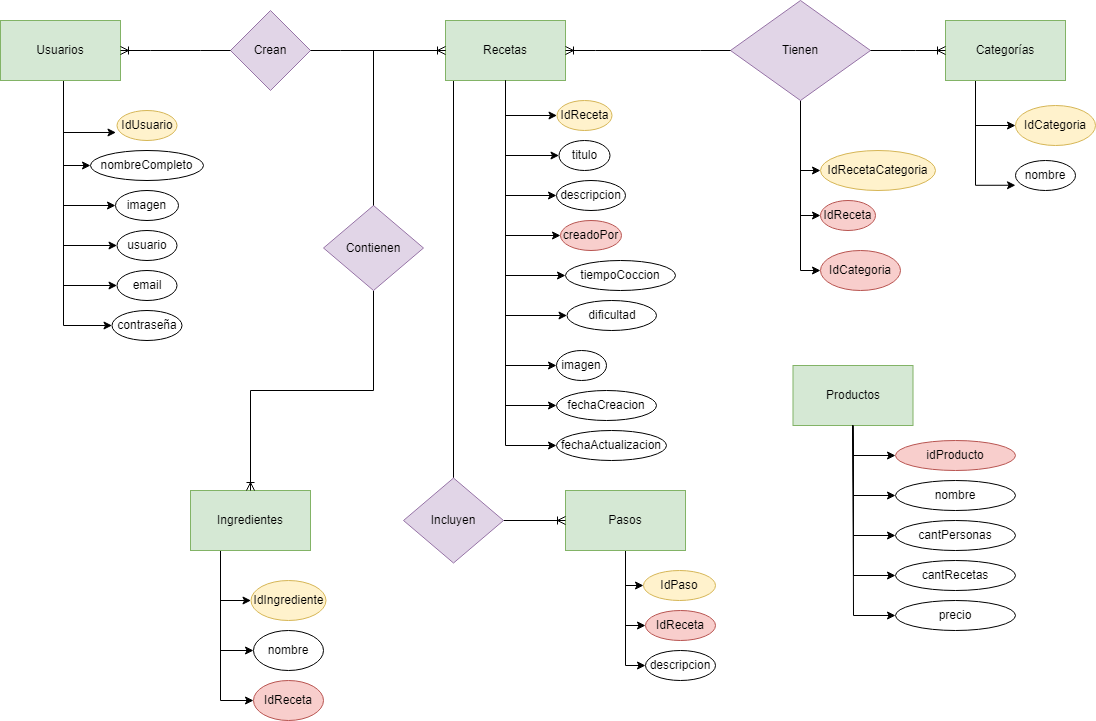 Usuarios
Crean
Recetas
Tienen
Categorías
IdUsuario
nombreCompleto
imagen
usuario
email
contraseña
Contienen
IdReceta
titulo
descripcion
creadoPor
tiempoCoccion
dificultad
imagen
fechaCreacion
fechaActualizacion
IdRecetaCategoria
IdReceta
IdCategoria
IdCategoria
nombre
Productos
idProducto
nombre
cantPersonas
cantRecetas
precio
Ingredientes
IdIngrediente
nombre
IdReceta
Incluyen
Pasos
IdPaso
IdReceta
descripcion